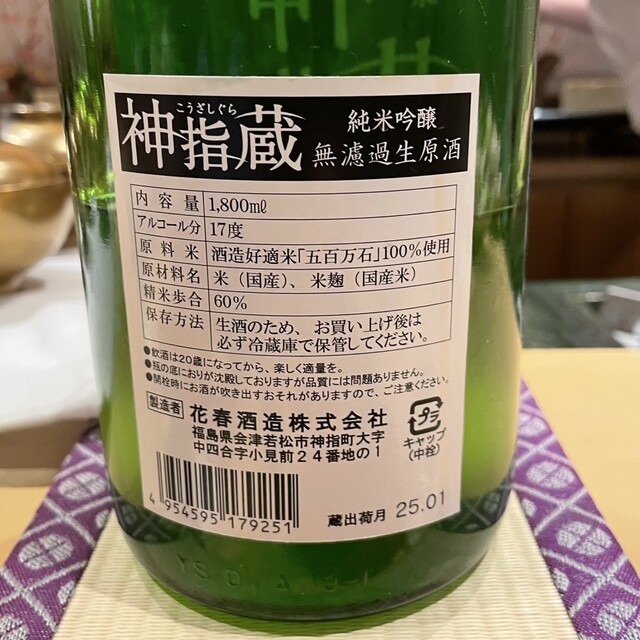 こうざしぐら
神指蔵
純米吟醸
無濾過生原酒
内容量 1,800㎖
アルコール分 17度
原料米 酒造好適米「五百万石」100%使用
原材料名 米（国産）、米麹（国産米）
精米歩合 60%
保存方法 生酒のため、お買い上げ後は
必ず冷蔵庫で保管してください。
●飲酒は20歳になってから、楽しく適量を。
●瓶の底におりが沈殿しておりますが品質には問題ありません。
●開栓時にお酒が吹き出すおそれがありますので、ご注意ください。
製造者 花春酒造株式会社
福島県会津若松市神指町大字
中四合字小見前２４番地の１
プラ
キャップ
(中栓)
4 954595 179251
蔵出荷月 25.01